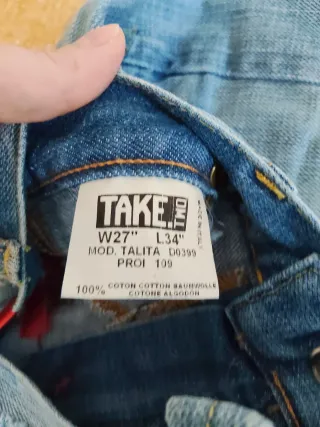 TAKE.
TWO
W27" L34"
MOD. TALITA D0399
PROI 109
100% COTON COTTON BAUMWOLLE
COTONE ALGODON